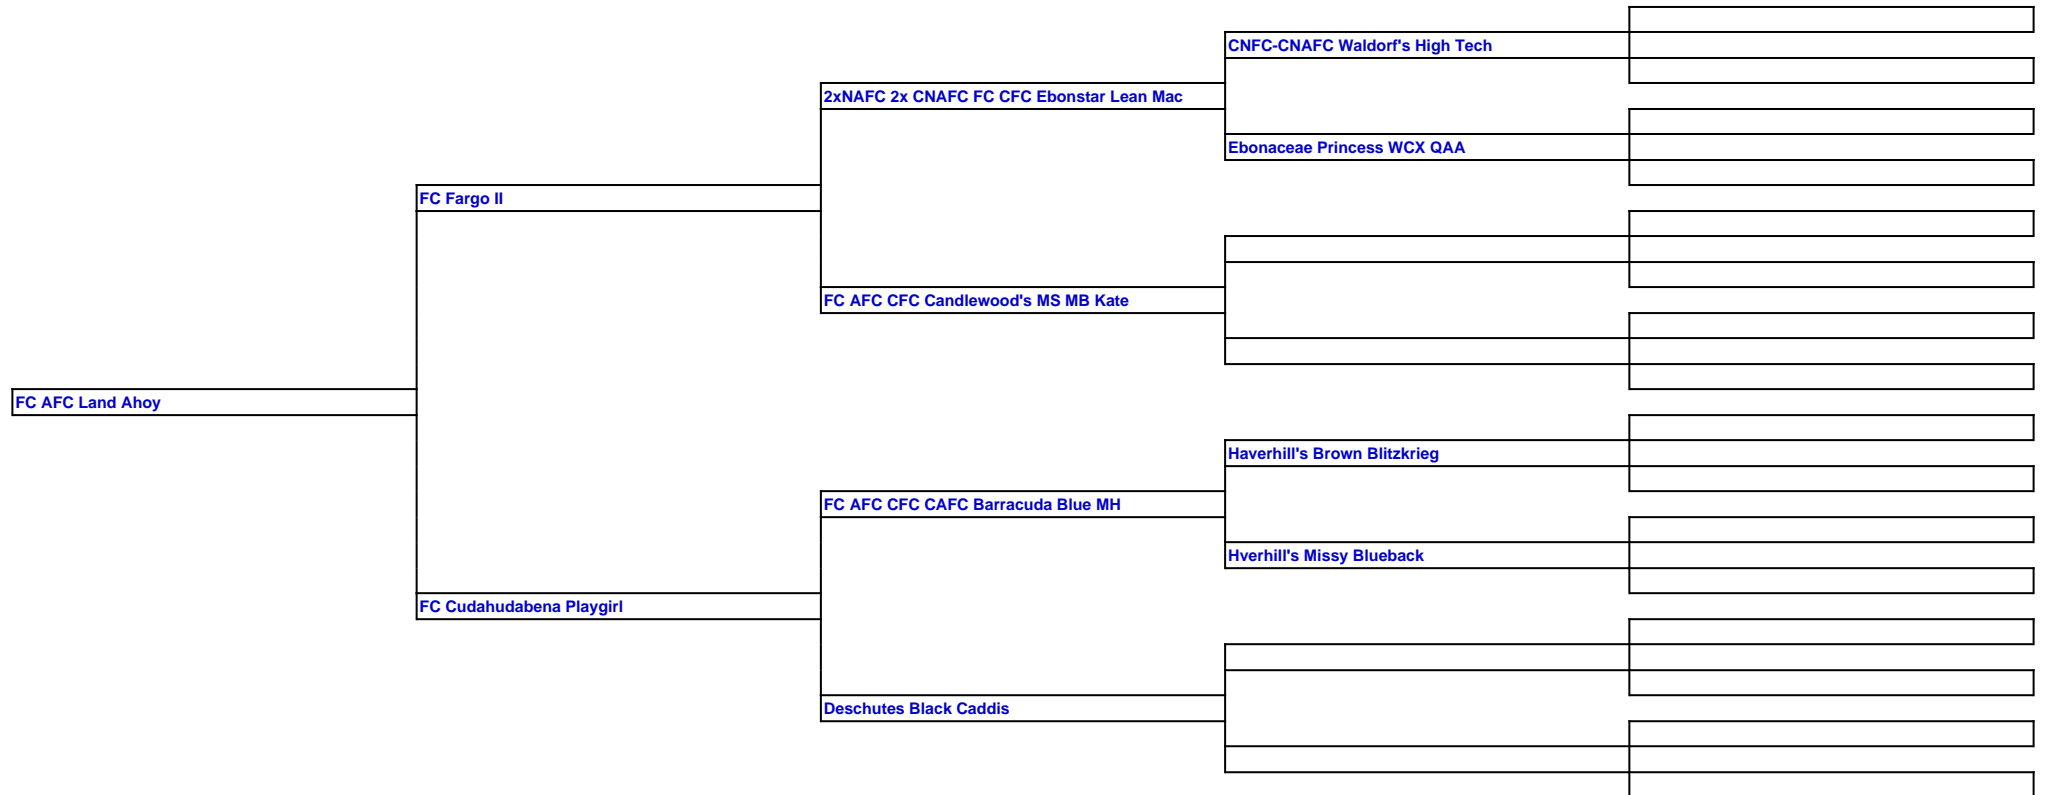 CNFC-CNAFC Waldorf's High Tech
2xNAFC 2x CNAFC FC CFC Ebonstar Lean Mac
Ebonaceae Princess WCX QAA
FC Fargo II
FC AFC CFC Candlewood's MS MB Kate
FC AFC Land Ahoy
Haverhill's Brown Blitzkrieg
FC AFC CFC CAFC Barracuda Blue MH
Hverhill's Missy Blueback
FC Cudahudabena Playgirl
Deschutes Black Caddis